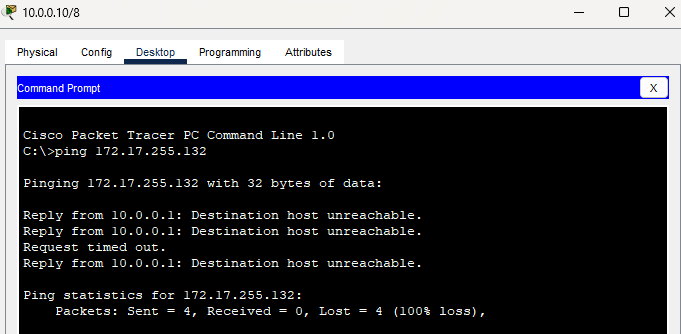 10.0.0.10/8
Physical Config Desktop Programming Attributes
Command Prompt X
Cisco Packet Tracer PC Command Line 1.0
C:\>ping 172.17.255.132
Pinging 172.17.255.132 with 32 bytes of data:
Reply from 10.0.0.1: Destination host unreachable.
Reply from 10.0.0.1: Destination host unreachable.
Request timed out.
Reply from 10.0.0.1: Destination host unreachable.
Ping statistics for 172.17.255.132:
Packets: Sent = 4, Received = 0, Lost = 4 (100% loss),